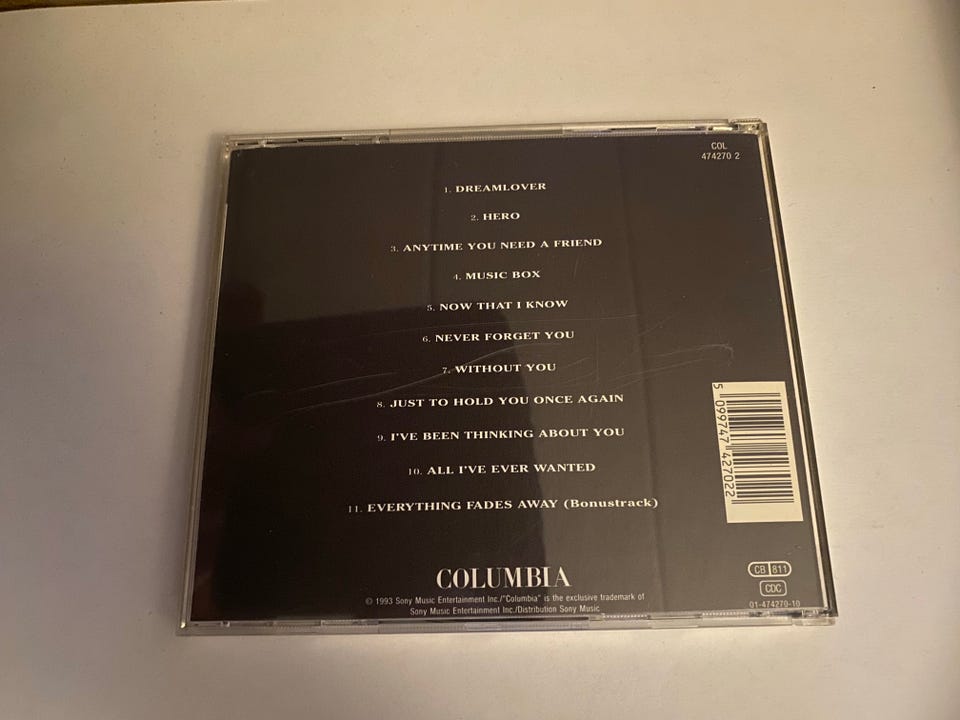 COL
474270 2
1. DREAMLOVER
2. HERO
3. ANYTIME YOU NEED A FRIEND
4. MUSIC BOX
5. NOW THAT I KNOW
6. NEVER FORGET YOU
7. WITHOUT YOU
8. JUST TO HOLD YOU ONCE AGAIN
9. I'VE BEEN THINKING ABOUT YOU
10. ALL I'VE EVER WANTED
11. EVERYTHING FADES AWAY (Bonustrack)
5 099747 427022
COLUMBIA
© 1993 Sony Music Entertainment Inc./"Columbia" is the exclusive trademark of
Sony Music Entertainment Inc./Distribution Sony Music
CB 811
CDC
01-474270-10